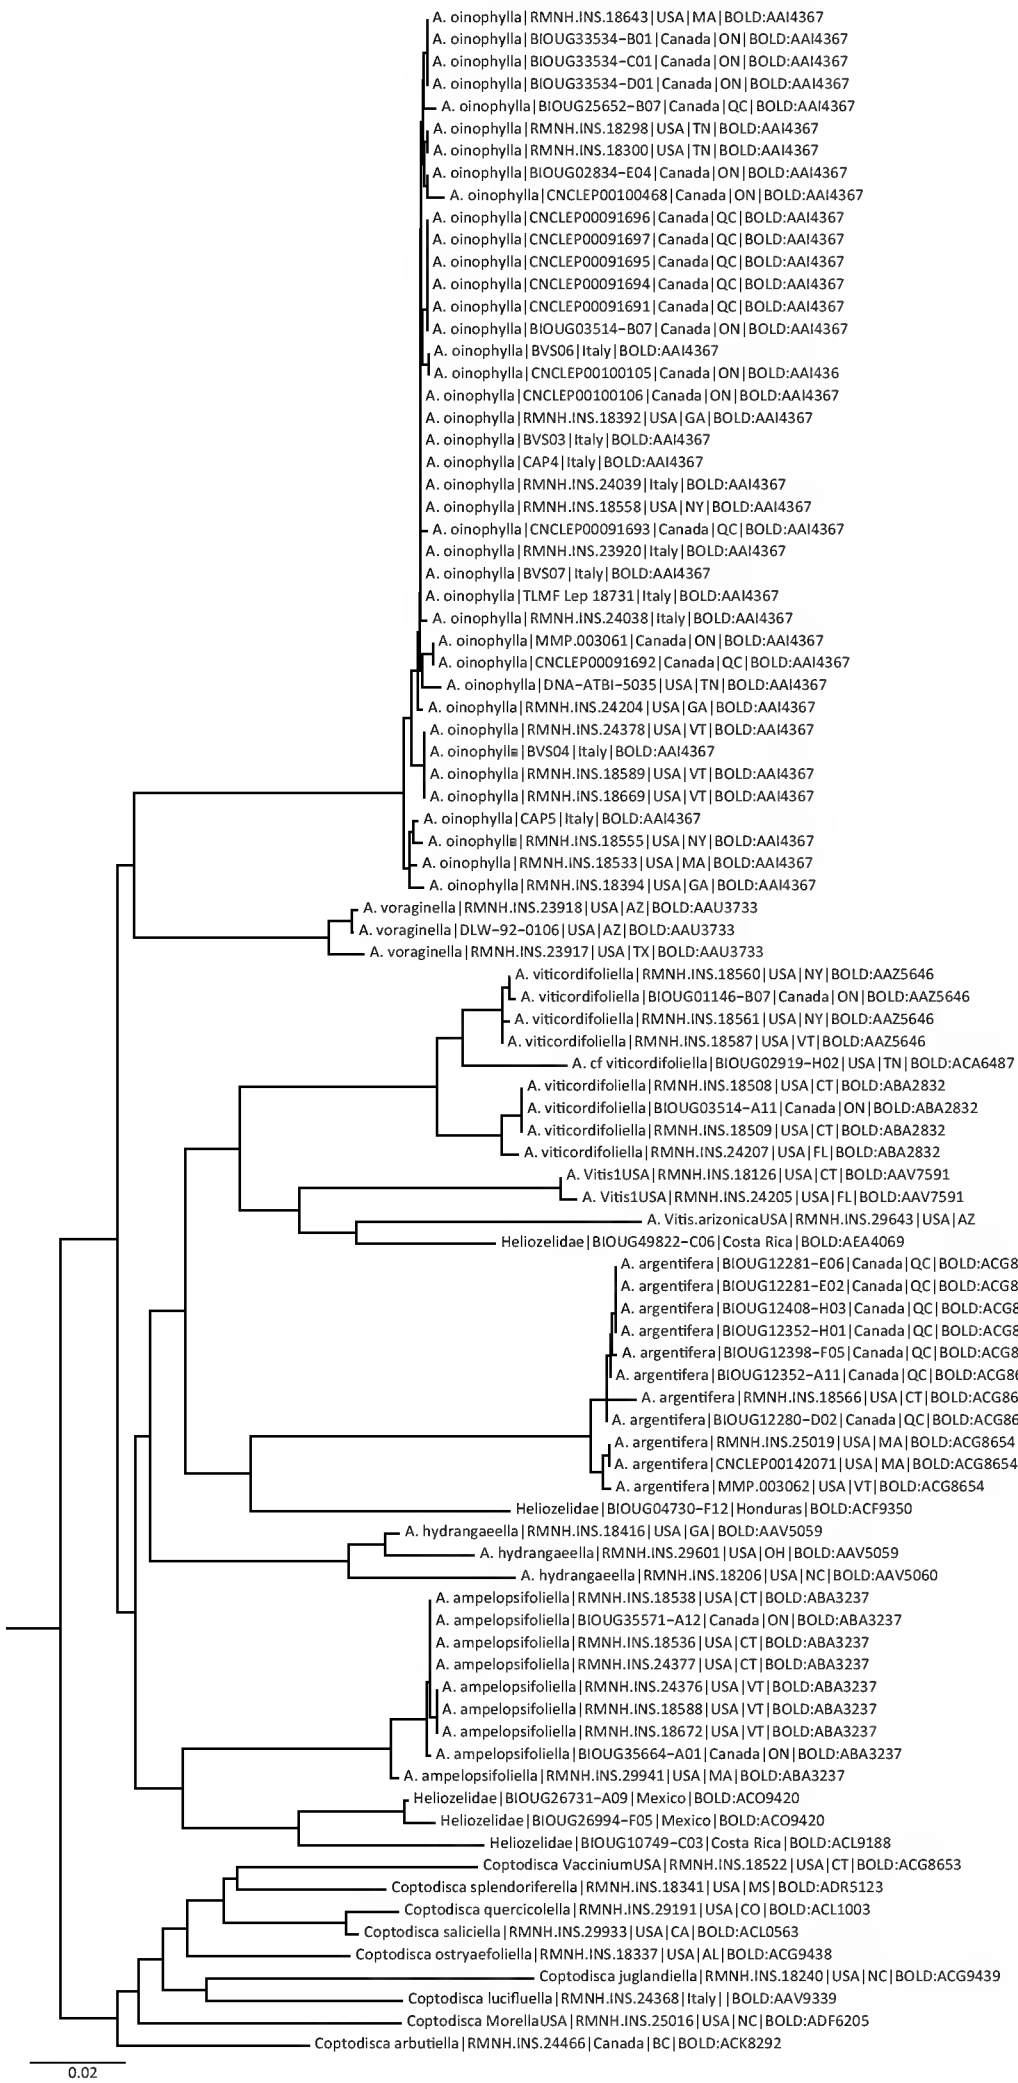 A. oinophylla|RMNH.INS.18643|USA|MA|BOLD:AAI4367
A. oinophylla|BIOUG33534-B01|Canada|ON|BOLD:AAI4367
A. oinophylla|BIOUG33534-C01|Canada|ON|BOLD:AAI4367
A. oinophylla|BIOUG33534-D01|Canada|ON|BOLD:AAI4367
A. oinophylla|BIOUG25652-B07|Canada|QC|BOLD:AAI4367
A. oinophylla|RMNH.INS.18298|USA|TN|BOLD:AAI4367
A. oinophylla|RMNH.INS.18300|USA|TN|BOLD:AAI4367
A. oinophylla|BIOUG02834-E04|Canada|ON|BOLD:AAI4367
A. oinophylla|CNCLEP00100468|Canada|ON|BOLD:AAI4367
A. oinophylla|CNCLEP00091696|Canada|QC|BOLD:AAI4367
A. oinophylla|CNCLEP00091697|Canada|QC|BOLD:AAI4367
A. oinophylla|CNCLEP00091695|Canada|QC|BOLD:AAI4367
A. oinophylla|CNCLEP00091694|Canada|QC|BOLD:AAI4367
A. oinophylla|CNCLEP00091691|Canada|QC|BOLD:AAI4367
A. oinophylla|BIOUG03514-B07|Canada|ON|BOLD:AAI4367
A. oinophylla|BVS06|Italy|BOLD:AAI4367
A. oinophylla|CNCLEP00100105|Canada|ON|BOLD:AAI436
A. oinophylla|CNCLEP00100106|Canada|ON|BOLD:AAI4367
A. oinophylla|RMNH.INS.18392|USA|GA|BOLD:AAI4367
A. oinophylla|BVS03|Italy|BOLD:AAI4367
A. oinophylla|CAP4|Italy|BOLD:AAI4367
A. oinophylla|RMNH.INS.24039|Italy|BOLD:AAI4367
A. oinophylla|RMNH.INS.18558|USA|NY|BOLD:AAI4367
A. oinophylla|CNCLEP00091693|Canada|QC|BOLD:AAI4367
A. oinophylla|RMNH.INS.23920|Italy|BOLD:AAI4367
A. oinophylla|BVS07|Italy|BOLD:AAI4367
A. oinophylla|TLMF Lep 18731|Italy|BOLD:AAI4367
A. oinophylla|RMNH.INS.24038|Italy|BOLD:AAI4367
A. oinophylla|MMP.003061|Canada|ON|BOLD:AAI4367
A. oinophylla|CNCLEP00091692|Canada|QC|BOLD:AAI4367
A. oinophylla|DNA-ATBI-5035|USA|TN|BOLD:AAI4367
A. oinophylla|RMNH.INS.24204|USA|GA|BOLD:AAI4367
A. oinophylla|RMNH.INS.24378|USA|VT|BOLD:AAI4367
A. oinophylla|BVS04|Italy|BOLD:AAI4367
A. oinophylla|RMNH.INS.18589|USA|VT|BOLD:AAI4367
A. oinophylla|RMNH.INS.18669|USA|VT|BOLD:AAI4367
A. oinophylla|CAP5|Italy|BOLD:AAI4367
A. oinophylla|RMNH.INS.18555|USA|NY|BOLD:AAI4367
A. oinophylla|RMNH.INS.18533|USA|MA|BOLD:AAI4367
A. oinophylla|RMNH.INS.18394|USA|GA|BOLD:AAI4367
A. voraginella|RMNH.INS.23918|USA|AZ|BOLD:AAU3733
A. voraginella|DLW-92-0106|USA|AZ|BOLD:AAU3733
A. voraginella|RMNH.INS.23917|USA|TX|BOLD:AAU3733
A. viticordifoliella|RMNH.INS.18560|USA|NY|BOLD:AAZ5646
A. viticordifoliella|BIOUG01146-B07|Canada|ON|BOLD:AAZ5646
A. viticordifoliella|RMNH.INS.18561|USA|NY|BOLD:AAZ5646
A. viticordifoliella|RMNH.INS.18587|USA|VT|BOLD:AAZ5646
A. cf viticordifoliella|BIOUG02919-H02|USA|TN|BOLD:ACA6487
A. viticordifoliella|RMNH.INS.18508|USA|CT|BOLD:ABA2832
A. viticordifoliella|BIOUG03514-A11|Canada|ON|BOLD:ABA2832
A. viticordifoliella|RMNH.INS.18509|USA|CT|BOLD:ABA2832
A. viticordifoliella|RMNH.INS.24207|USA|FL|BOLD:ABA2832
A. Vitis1USA|RMNH.INS.18126|USA|CT|BOLD:AAV7591
A. Vitis1USA|RMNH.INS.24205|USA|FL|BOLD:AAV7591
A. Vitis.arizonicaUSA|RMNH.INS.29643|USA|AZ
Heliozelidae|BIOUG49822-C06|Costa Rica|BOLD:AEA4069
A. argentifera|BIOUG12281-E06|Canada|QC|BOLD:ACG8
A. argentifera|BIOUG12281-E02|Canada|QC|BOLD:ACG8
A. argentifera|BIOUG12408-H03|Canada|QC|BOLD:ACG8
A. argentifera|BIOUG12352-H01|Canada|QC|BOLD:ACG8
A. argentifera|BIOUG12398-F05|Canada|QC|BOLD:ACG8
A. argentifera|BIOUG12352-A11|Canada|QC|BOLD:ACG86
A. argentifera|RMNH.INS.18566|USA|CT|BOLD:ACG86
A. argentifera|BIOUG12280-D02|Canada|QC|BOLD:ACG86
A. argentifera|RMNH.INS.25019|USA|MA|BOLD:ACG8654
A. argentifera|CNCLEP00142071|USA|MA|BOLD:ACG8654
A. argentifera|MMP.003062|USA|VT|BOLD:ACG8654
Heliozelidae|BIOUG04730-F12|Honduras|BOLD:ACF9350
A. hydrangaeella|RMNH.INS.18416|USA|GA|BOLD:AAV5059
A. hydrangaeella|RMNH.INS.29601|USA|OH|BOLD:AAV5059
A. hydrangaeella|RMNH.INS.18206|USA|NC|BOLD:AAV5060
A. ampelopsifoliella|RMNH.INS.18538|USA|CT|BOLD:ABA3237
A. ampelopsifoliella|BIOUG35571-A12|Canada|ON|BOLD:ABA3237
A. ampelopsifoliella|RMNH.INS.18536|USA|CT|BOLD:ABA3237
A. ampelopsifoliella|RMNH.INS.24377|USA|CT|BOLD:ABA3237
A. ampelopsifoliella|RMNH.INS.24376|USA|VT|BOLD:ABA3237
A. ampelopsifoliella|RMNH.INS.18588|USA|VT|BOLD:ABA3237
A. ampelopsifoliella|RMNH.INS.18672|USA|VT|BOLD:ABA3237
A. ampelopsifoliella|BIOUG35664-A01|Canada|ON|BOLD:ABA3237
A. ampelopsifoliella|RMNH.INS.29941|USA|MA|BOLD:ABA3237
Heliozelidae|BIOUG26731-A09|Mexico|BOLD:ACO9420
Heliozelidae|BIOUG26994-F05|Mexico|BOLD:ACO9420
Heliozelidae|BIOUG10749-C03|Costa Rica|BOLD:ACL9188
Coptodisca VacciniumUSA|RMNH.INS.18522|USA|CT|BOLD:ACG8653
Coptodisca splendoriferella|RMNH.INS.18341|USA|MS|BOLD:ADR5123
Coptodisca quercicolella|RMNH.INS.29191|USA|CO|BOLD:ACL1003
Coptodisca saliciella|RMNH.INS.29933|USA|CA|BOLD:ACL0563
Coptodisca ostryaefoliella|RMNH.INS.18337|USA|AL|BOLD:ACG9438
Coptodisca juglandiella|RMNH.INS.18240|USA|NC|BOLD:ACG9439
Coptodisca lucifluella|RMNH.INS.24368|Italy||BOLD:AAV9339
Coptodisca MorellaUSA|RMNH.INS.25016|USA|NC|BOLD:ADF6205
Coptodisca arbutiella|RMNH.INS.24466|Canada|BC|BOLD:ACK8292
0.02